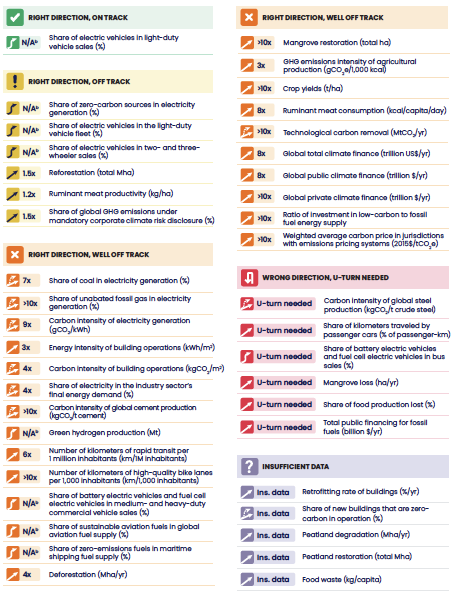 RIGHT DIRECTION, ON TRACK
N/Aᵇ Share of electric vehicles in light-duty
vehicle sales (%)
RIGHT DIRECTION, OFF TRACK
N/Aᵇ Share of zero-carbon sources in electricity
generation (%)
N/Aᵇ Share of electric vehicles in the light-duty
vehicle fleet (%)
N/Aᵇ Share of electric vehicles in two- and three-
wheeler sales (%)
1.5x Reforestation (total Mha)
1.2x Ruminant meat productivity (kg/ha)
1.5x Share of global GHG emissions under
mandatory corporate climate risk disclosure (%)
RIGHT DIRECTION, WELL OFF TRACK
7x Share of coal in electricity generation (%)
>10x Share of unabated fossil gas in electricity
generation (%)
9x Carbon intensity of electricity generation
(gCO₂/kWh)
3x Energy intensity of building operations (kWh/m²)
4x Carbon intensity of building operations (kgCO₂/m²)
4x Share of electricity in the industry sector's
final energy demand (%)
>10x Carbon intensity of global cement production
(kgCO₂/t cement)
N/Aᵇ Green hydrogen production (Mt)
6x Number of kilometers of rapid transit per
1 million inhabitants (km/1M inhabitants)
>10x Number of kilometers of high-quality bike lanes
per 1,000 inhabitants (km/1,000 inhabitants)
N/Aᵇ Share of battery electric vehicles and fuel cell
electric vehicles in medium- and heavy-duty
commercial vehicle sales (%)
N/Aᵇ Share of sustainable aviation fuels in global
aviation fuel supply (%)
N/Aᵇ Share of zero-emissions fuels in maritime
shipping fuel supply (%)
4x Deforestation (Mha/yr)
RIGHT DIRECTION, WELL OFF TRACK
>10x Mangrove restoration (total ha)
3x GHG emissions intensity of agricultural
production (gCO₂e/1,000 kcal)
>10x Crop yields (t/ha)
8x Ruminant meat consumption (kcal/capita/day)
>10x Technological carbon removal (MtCO₂/yr)
8x Global total climate finance (trillion US$/yr)
8x Global public climate finance (trillion $/yr)
>10x Global private climate finance (trillion $/yr)
>10x Ratio of investment in low-carbon to fossil
fuel energy supply
>10x Weighted average carbon price in jurisdictions
with emissions pricing systems (2015$/tCO₂e)
WRONG DIRECTION, U-TURN NEEDED
U-turn needed Carbon intensity of global steel
production (kgCO₂/t crude steel)
U-turn needed Share of kilometers traveled by
passenger cars (% of passenger-km)
U-turn needed Share of battery electric vehicles
and fuel cell electric vehicles in bus
sales (%)
U-turn needed Mangrove loss (ha/yr)
U-turn needed Share of food production lost (%)
U-turn needed Total public financing for fossil
fuels (billion $/yr)
INSUFFICIENT DATA
Ins. data Retrofitting rate of buildings (%/yr)
Ins. data Share of new buildings that are zero-
carbon in operation (%)
Ins. data Peatland degradation (Mha/yr)
Ins. data Peatland restoration (total Mha)
Ins. data Food waste (kg/capita)